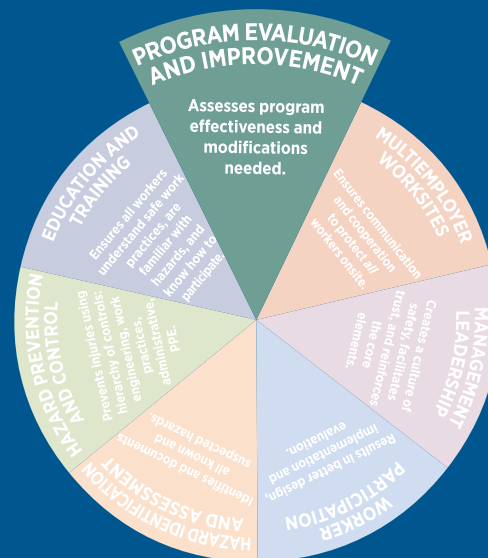 PROGRAM EVALUATION
AND IMPROVEMENT
Assesses program
effectiveness and
modifications
needed.
MULTIEMPLOYER
WORKSITES
Ensures communication
and cooperation
to protect all
workers onsite.
MANAGEMENT
LEADERSHIP
Creates a culture of
safety, facilitates
trust, and reinforces
the core
elements.
WORKER
PARTICIPATION
Results in better design,
implementation and
evaluation.
HAZARD IDENTIFICATION
AND ASSESSMENT
Identifies and documents
all known and
suspected hazards.
HAZARD PREVENTION
AND CONTROL
Prevents injuries using
hierarchy of controls:
engineering, work
practices,
administrative,
PPE.
EDUCATION AND
TRAINING
Ensures all workers
understand safe work
practices, are
familiar with
hazards, and
know how to
participate.